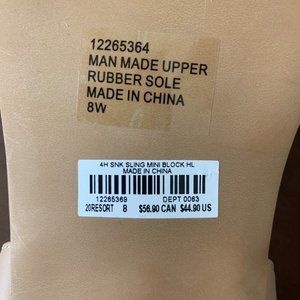 12265364
MAN MADE UPPER
RUBBER SOLE
MADE IN CHINA
8W
4H SNK SLING MINI BLOCK HL
MADE IN CHINA
12265369 DEPT 0063
20RESORT 8 $56.90 CAN $44.90 US